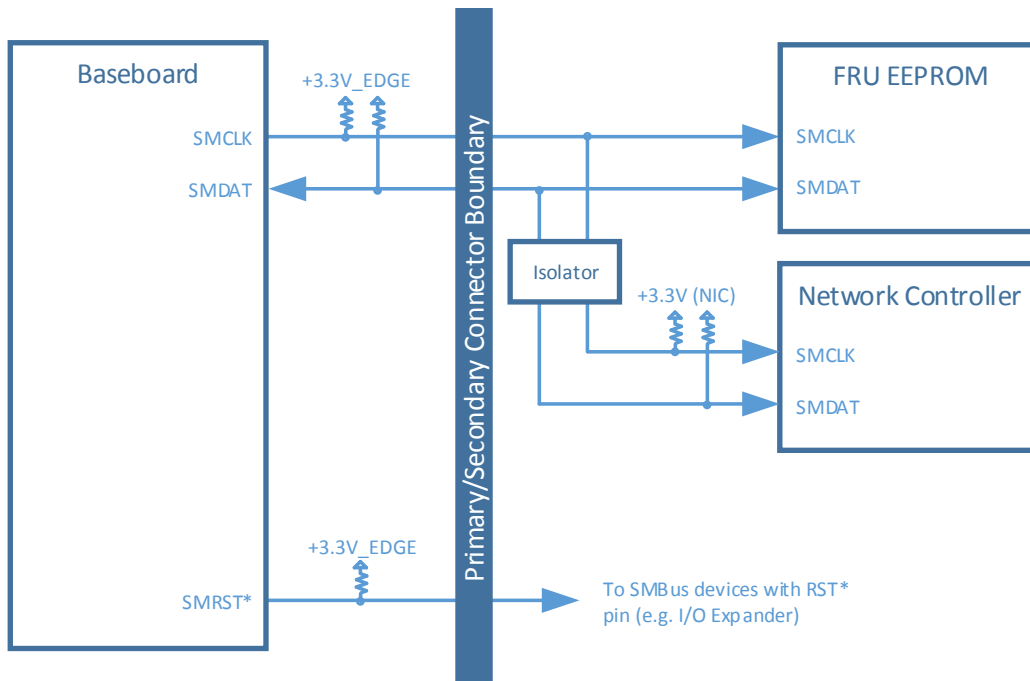 Baseboard
+3.3V_EDGE
SMCLK
SMDAT
+3.3V_EDGE
SMRST*
Primary/Secondary Connector Boundary
FRU EEPROM
SMCLK
SMDAT
Isolator
+3.3V (NIC)
Network Controller
SMCLK
SMDAT
To SMBus devices with RST*
pin (e.g. I/O Expander)